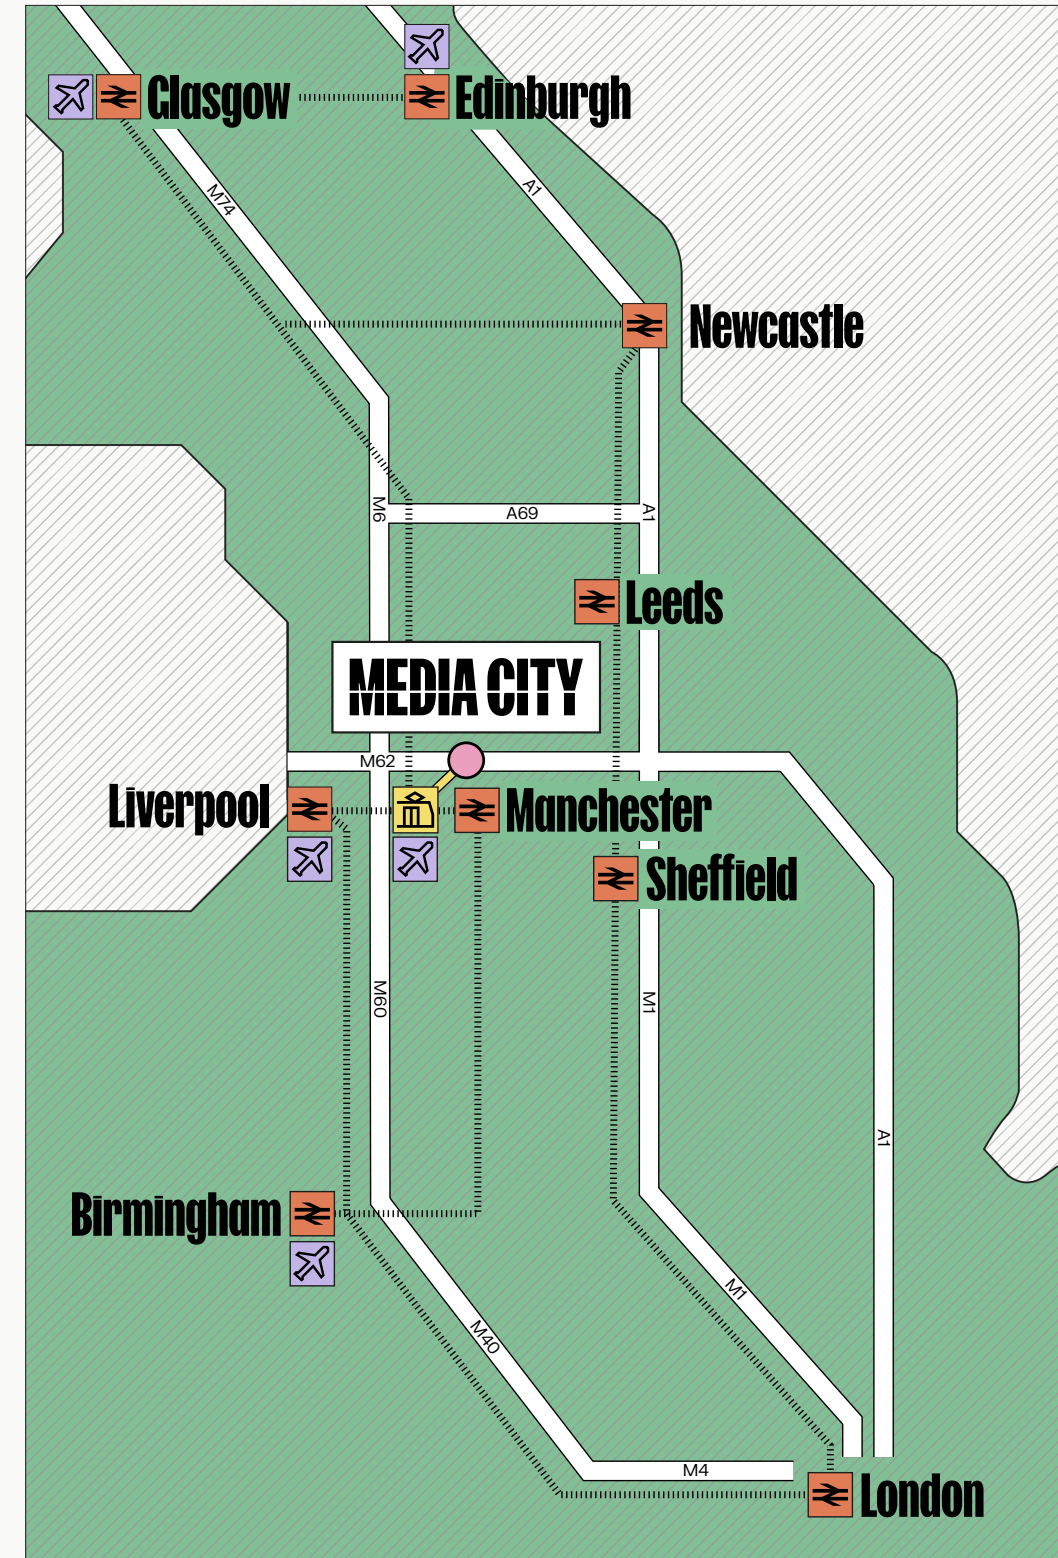 Glasgow
Edinburgh
M74
A1
Newcastle
M6
A69
A1
Leeds
MEDIA CITY
M62
Liverpool
Manchester
Sheffield
M60
M1
A1
Birmingham
M1
M40
M4
London